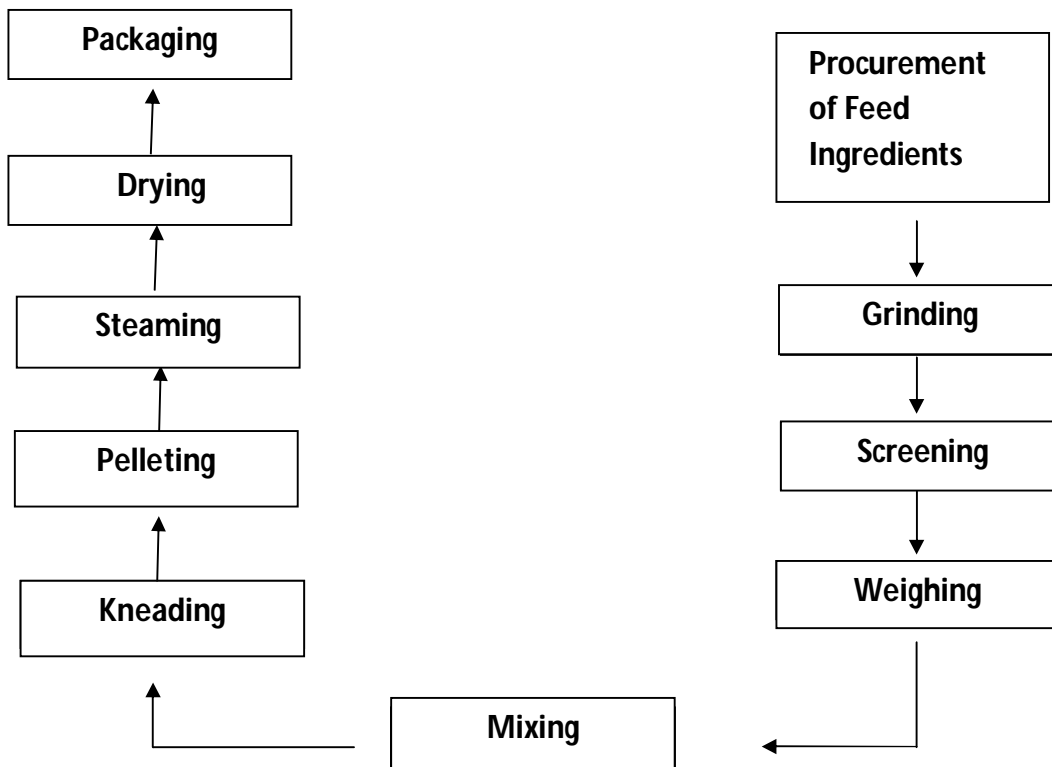 Packaging
Procurement
of Feed
Ingredients
Drying
Steaming
Grinding
Pelleting
Screening
Kneading
Weighing
Mixing